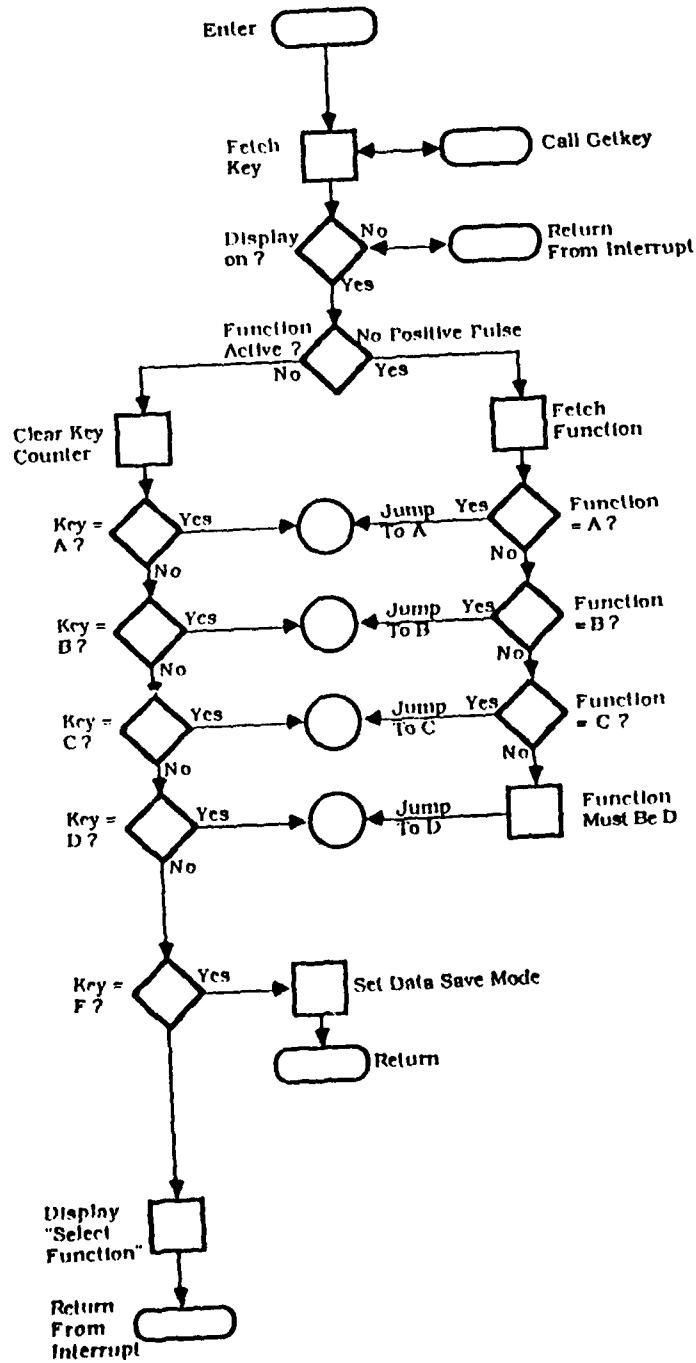 Enter
Fetch
Key
Call Getkey
Display
on ?
No
Return
From Interrupt
Yes
Function
Active ?
No Positive Pulse
No
Yes
Clear Key
Counter
Fetch
Function
Key =
A ?
Yes
Jump
To A
Yes
Function
= A ?
No
No
Key =
B ?
Yes
Jump
To B
Yes
Function
= B ?
No
No
Key =
C ?
Yes
Jump
To C
Yes
Function
= C ?
No
No
Key =
D ?
Yes
Jump
To D
Function
Must Be D
No
Key =
F ?
Yes
Set Data Save Mode
Return
Display
"Select
Function"
Return
From
Interrupt